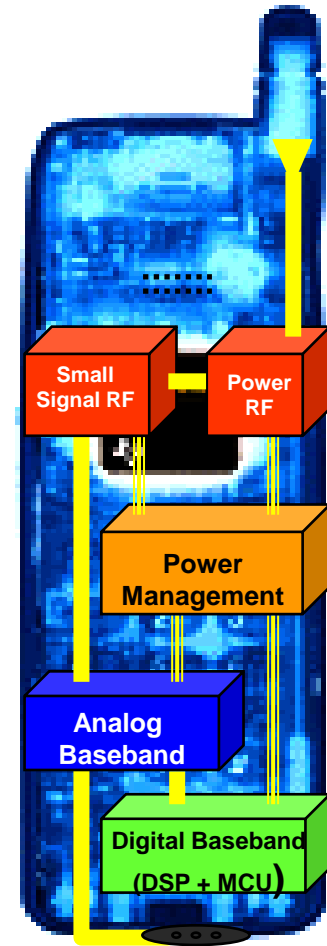 Small
Signal RF
Power
RF
Power
Management
Analog
Baseband
Digital Baseband
(DSP + MCU)